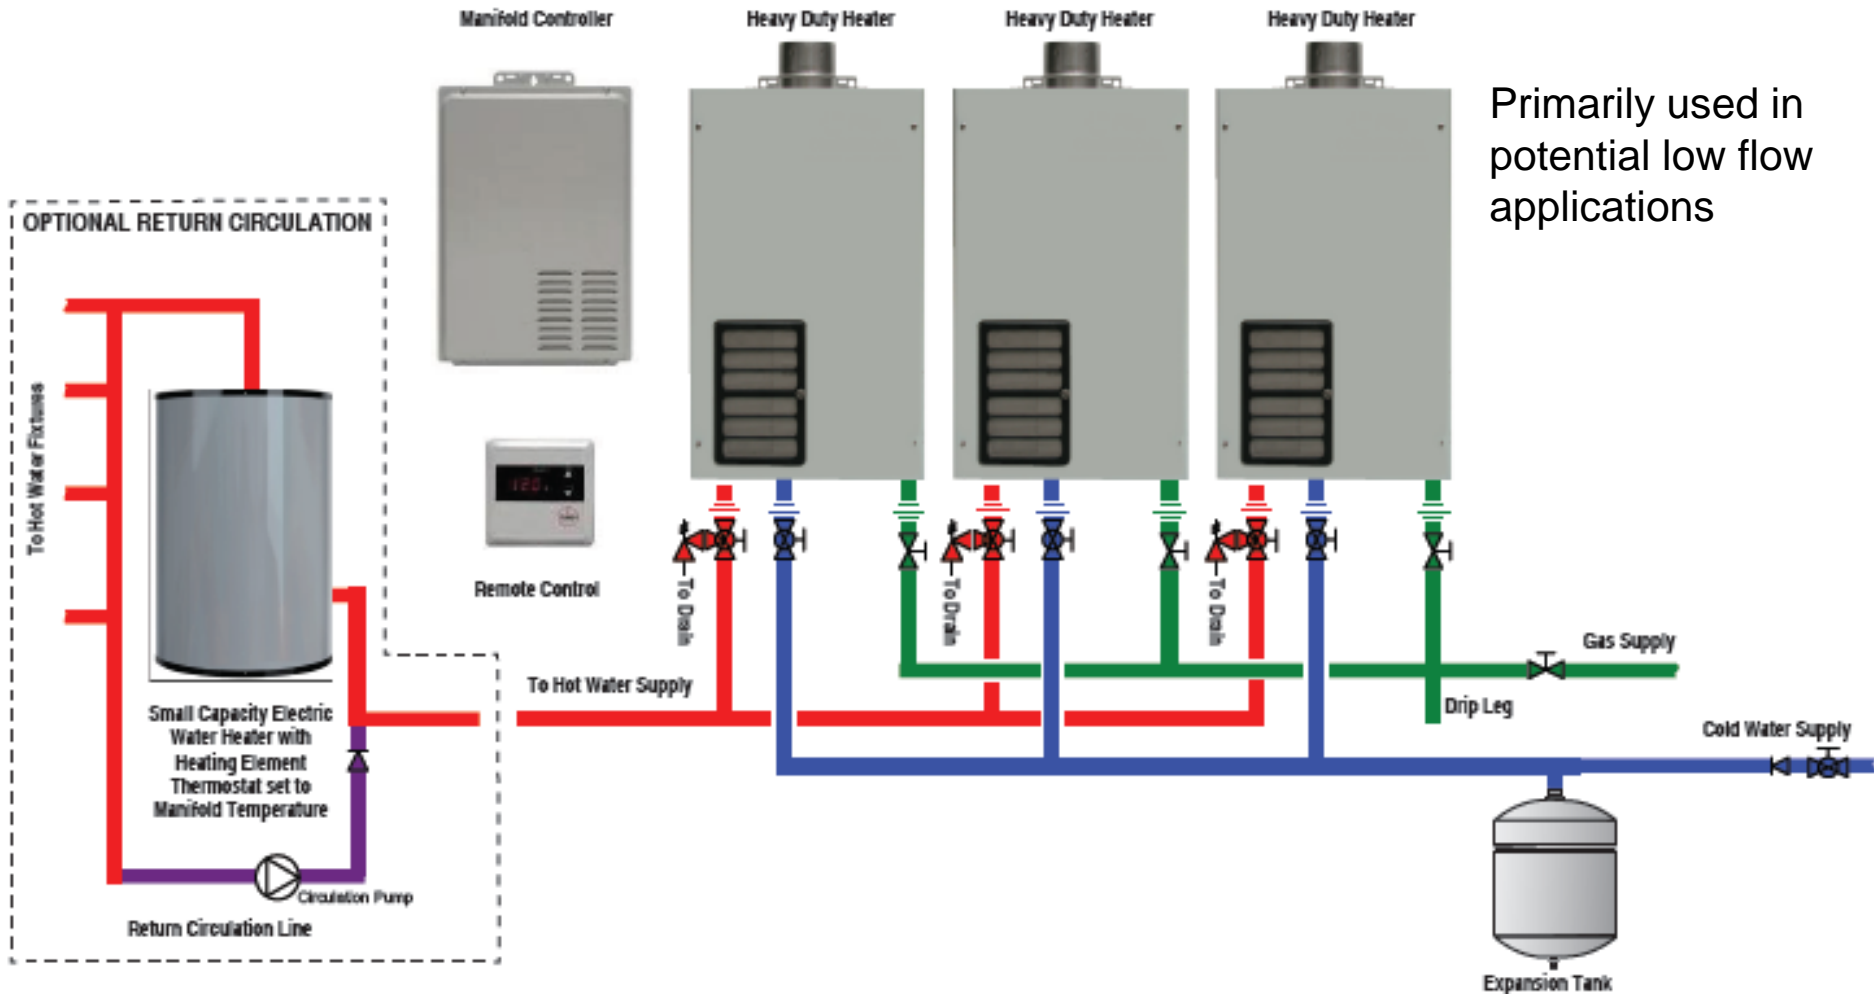 Manifold Controller
Heavy Duty Heater
Heavy Duty Heater
Heavy Duty Heater
Primarily used in
potential low flow
applications
OPTIONAL RETURN CIRCULATION
To Hot Water Fixtures
Remote Control
To Drain
To Drain
To Drain
Gas Supply
To Hot Water Supply
Drip Leg
Small Capacity Electric
Water Heater with
Heating Element
Thermostat set to
Manifold Temperature
Cold Water Supply
Circulation Pump
Return Circulation Line
Expansion Tank